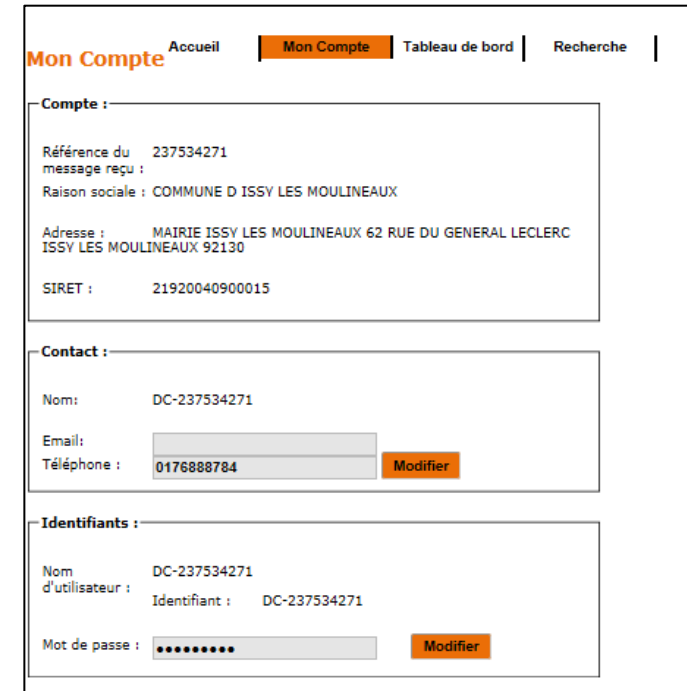 Mon Compte
Accueil Mon Compte Tableau de bord Recherche
Compte :
Référence du 237534271
message reçu :
Raison sociale : COMMUNE D ISSY LES MOULINEAUX
Adresse : MAIRIE ISSY LES MOULINEAUX 62 RUE DU GENERAL LECLERC
ISSY LES MOULINEAUX 92130
SIRET : 21920040900015
Contact :
Nom: DC-237534271
Email:
Téléphone : 0176888784 Modifier
Identifiants :
Nom DC-237534271
d'utilisateur :
Identifiant : DC-237534271
Mot de passe : ••••••••• Modifier